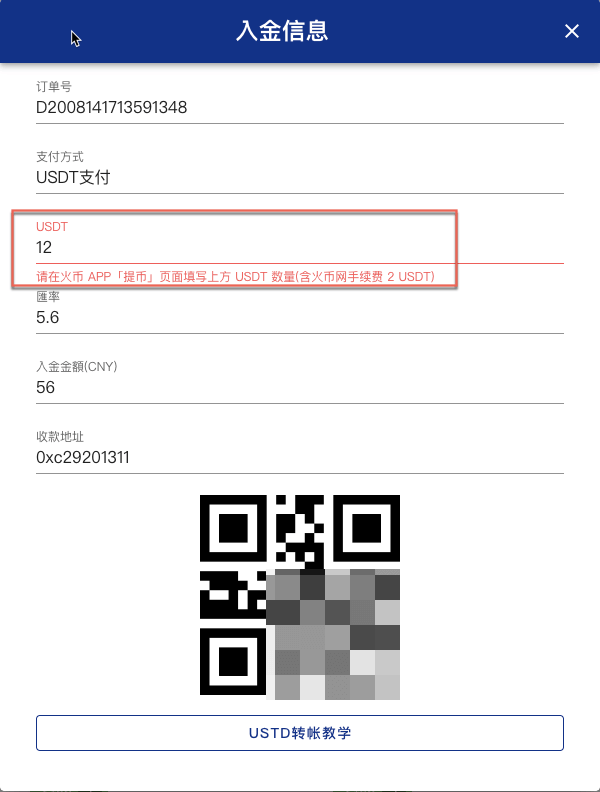 入金信息
订单号
D2008141713591348
支付方式
USDT支付
USDT
12
请在火币 APP「提币」页面填写上方 USDT 数量(含火币网手续费 2 USDT)
匯率
5.6
入金金額(CNY)
56
收款地址
0xc29201311
USTD转帐教学